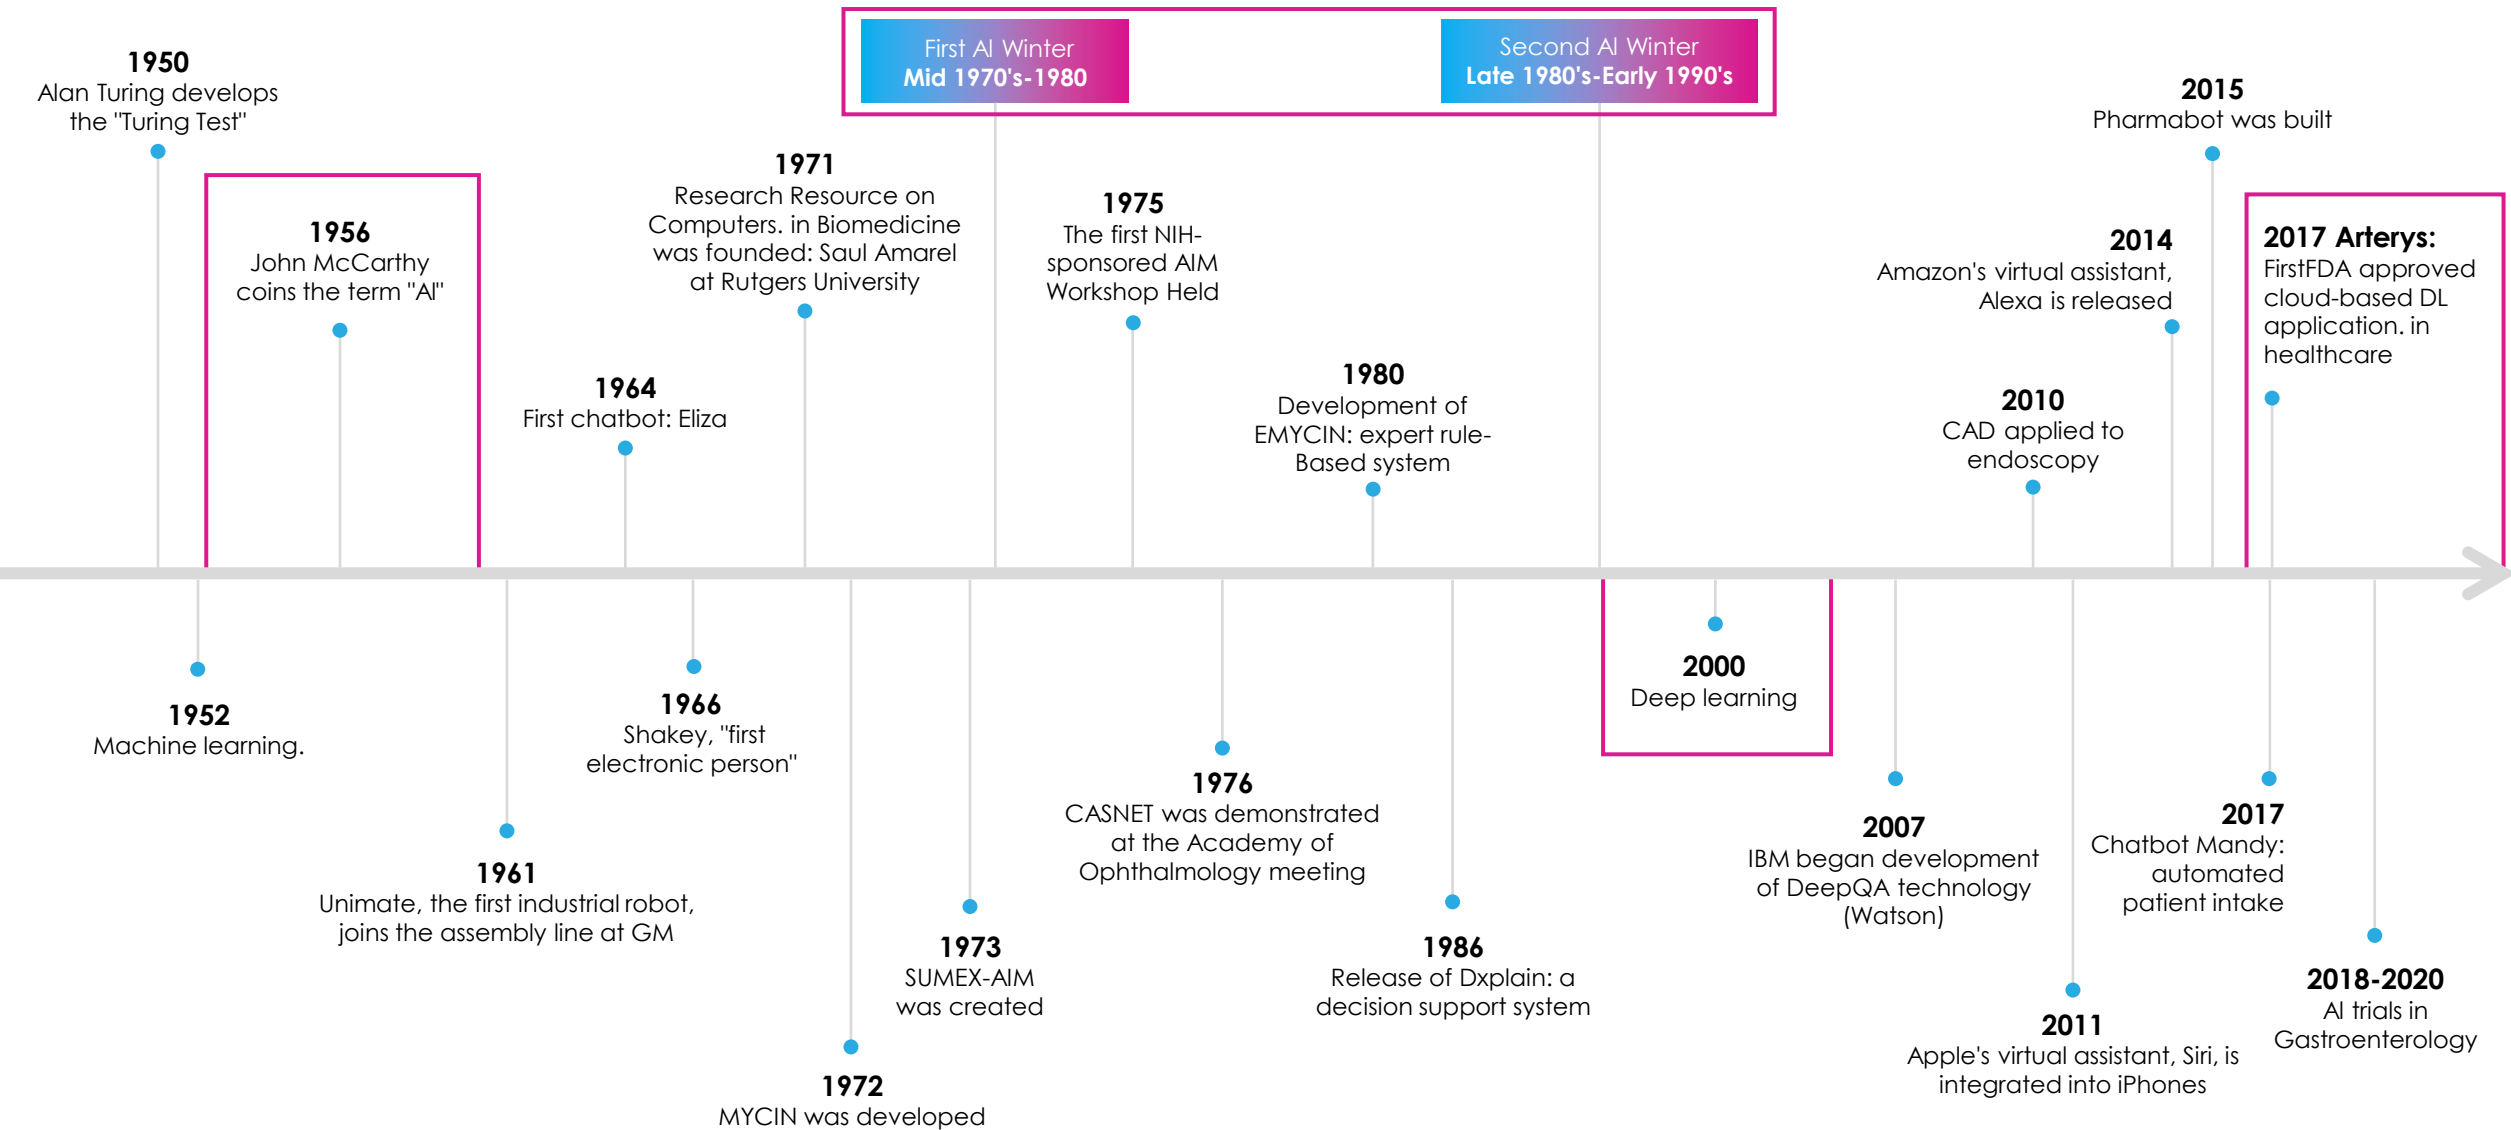 First AI Winter
Mid 1970's-1980
Second AI Winter
Late 1980's-Early 1990's
1950
Alan Turing develops
the "Turing Test"
1956
John McCarthy
coins the term "AI"
1964
First chatbot: Eliza
1971
Research Resource on
Computers. in Biomedicine
was founded: Saul Amarel
at Rutgers University
1975
The first NIH-
sponsored AIM
Workshop Held
1980
Development of
EMYCIN: expert rule-
Based system
2010
CAD applied to
endoscopy
2014
Amazon's virtual assistant,
Alexa is released
2015
Pharmabot was built
2017 Arterys:
FirstFDA approved
cloud-based DL
application. in
healthcare
1952
Machine learning.
1961
Unimate, the first industrial robot,
joins the assembly line at GM
1966
Shakey, "first
electronic person"
1972
MYCIN was developed
1973
SUMEX-AIM
was created
1976
CASNET was demonstrated
at the Academy of
Ophthalmology meeting
1986
Release of Dxplain: a
decision support system
2000
Deep learning
2007
IBM began development
of DeepQA technology
(Watson)
2011
Apple's virtual assistant, Siri, is
integrated into iPhones
2017
Chatbot Mandy:
automated
patient intake
2018-2020
AI trials in
Gastroenterology